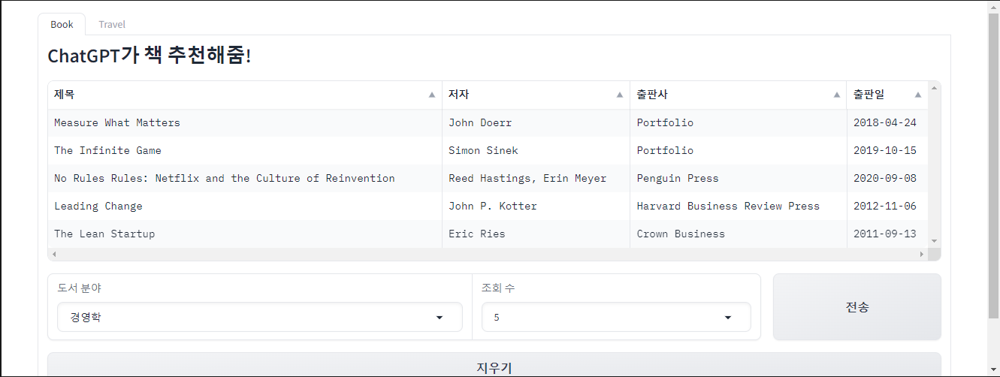 Book Travel
ChatGPT가 책 추천해줌!
제목 저자 출판사 출판일
Measure What Matters John Doerr Portfolio 2018-04-24
The Infinite Game Simon Sinek Portfolio 2019-10-15
No Rules Rules: Netflix and the Culture of Reinvention Reed Hastings, Erin Meyer Penguin Press 2020-09-08
Leading Change John P. Kotter Harvard Business Review Press 2012-11-06
The Lean Startup Eric Ries Crown Business 2011-09-13
도서 분야 조회 수
경영학 5 전송
지우기